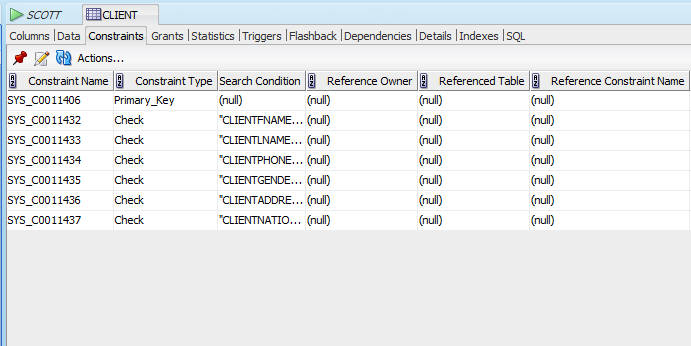 SCOTT CLIENT
Columns Data Constraints Grants Statistics Triggers Flashback Dependencies Details Indexes SQL
Actions...
Constraint Name Constraint Type Search Condition Reference Owner Referenced Table Reference Constraint Name
SYS_C0011406 Primary_Key (null) (null) (null) (null)
SYS_C0011432 Check "CLIENTFNAME... (null) (null) (null)
SYS_C0011433 Check "CLIENTLNAME... (null) (null) (null)
SYS_C0011434 Check "CLIENTPHONE... (null) (null) (null)
SYS_C0011435 Check "CLIENTGENDE... (null) (null) (null)
SYS_C0011436 Check "CLIENTADDRE... (null) (null) (null)
SYS_C0011437 Check "CLIENTNATIO... (null) (null) (null)